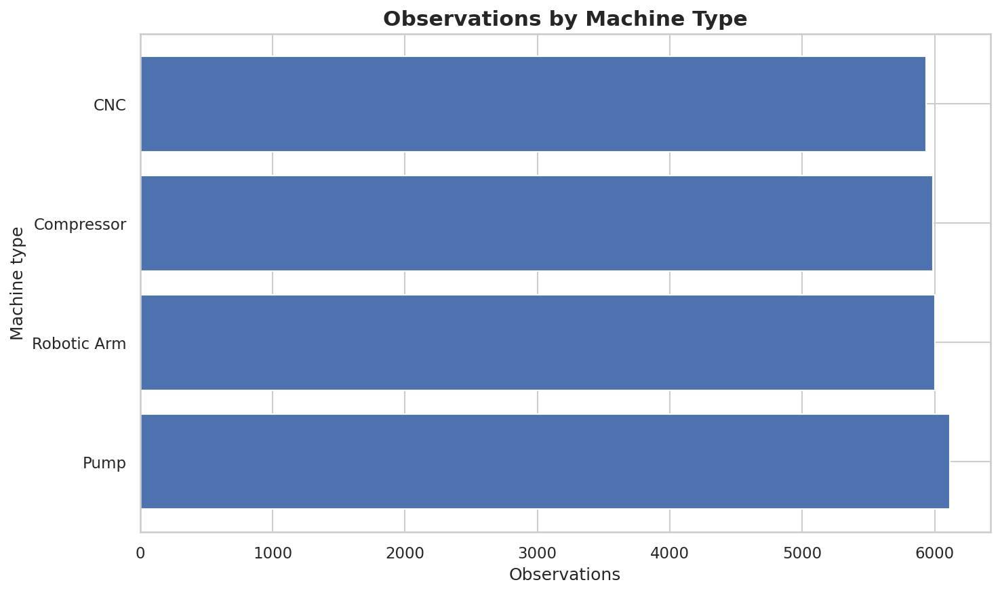 Observations by Machine Type
Machine type
CNC
Compressor
Robotic Arm
Pump
0 1000 2000 3000 4000 5000 6000
Observations